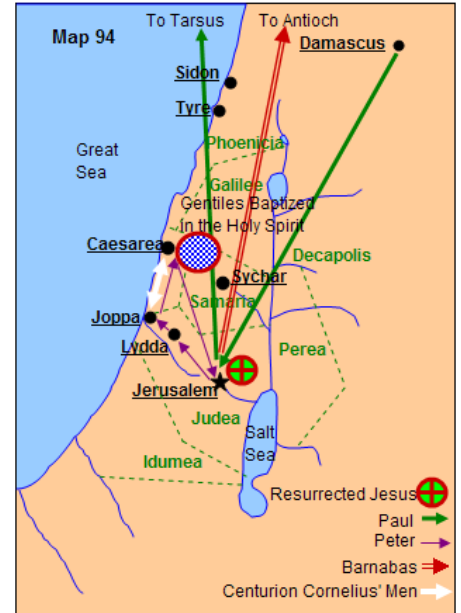 To Tarsus
To Antioch
Map 94
Damascus
Sidon
Tyre
Great
Sea
Phoenicia
Galilee
Gentiles Baptized
in the Holy Spirit
Caesarea
Decapolis
Sychar
Samaria
Joppa
Lydda
Perea
Jerusalem
Judea
Salt
Sea
Idumea
Resurrected Jesus
Paul
Peter
Barnabas
Centurion Cornelius' Men